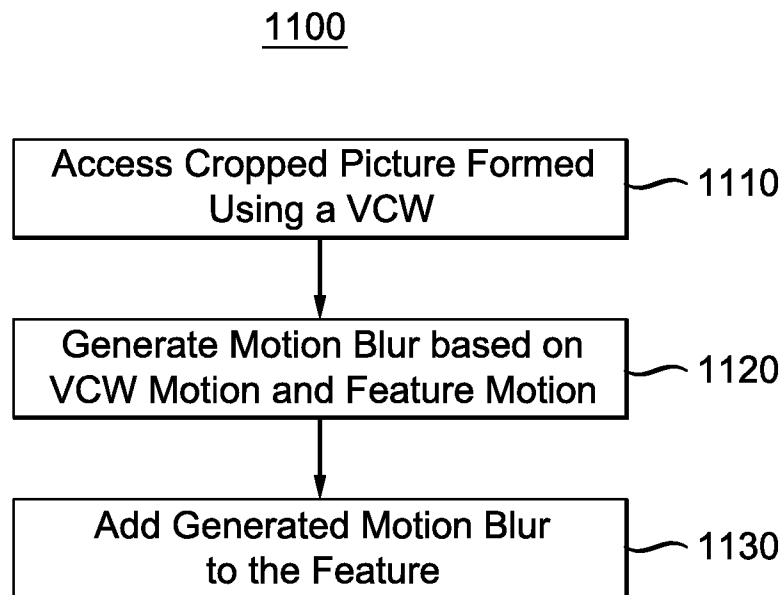 1100
Access Cropped Picture Formed
Using a VCW
1110
Generate Motion Blur based on
VCW Motion and Feature Motion
1120
Add Generated Motion Blur
to the Feature
1130